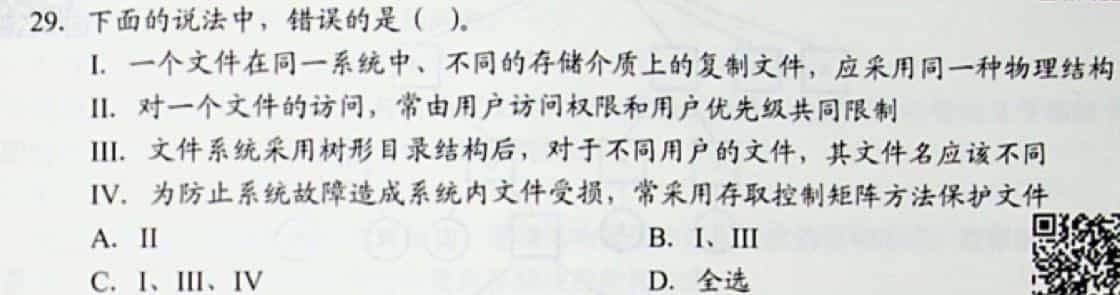 29. 下面的说法中，错误的是（ ）。
I. 一个文件在同一系统中、不同的存储介质上的复制文件，应采用同一种物理结构
II. 对一个文件的访问，常由用户访问权限和用户优先级共同限制
III. 文件系统采用树形目录结构后，对于不同用户的文件，其文件名应该不同
IV. 为防止系统故障造成系统内文件受损，常采用存取控制矩阵方法保护文件
A. II B. I、III
C. I、III、IV D. 全选